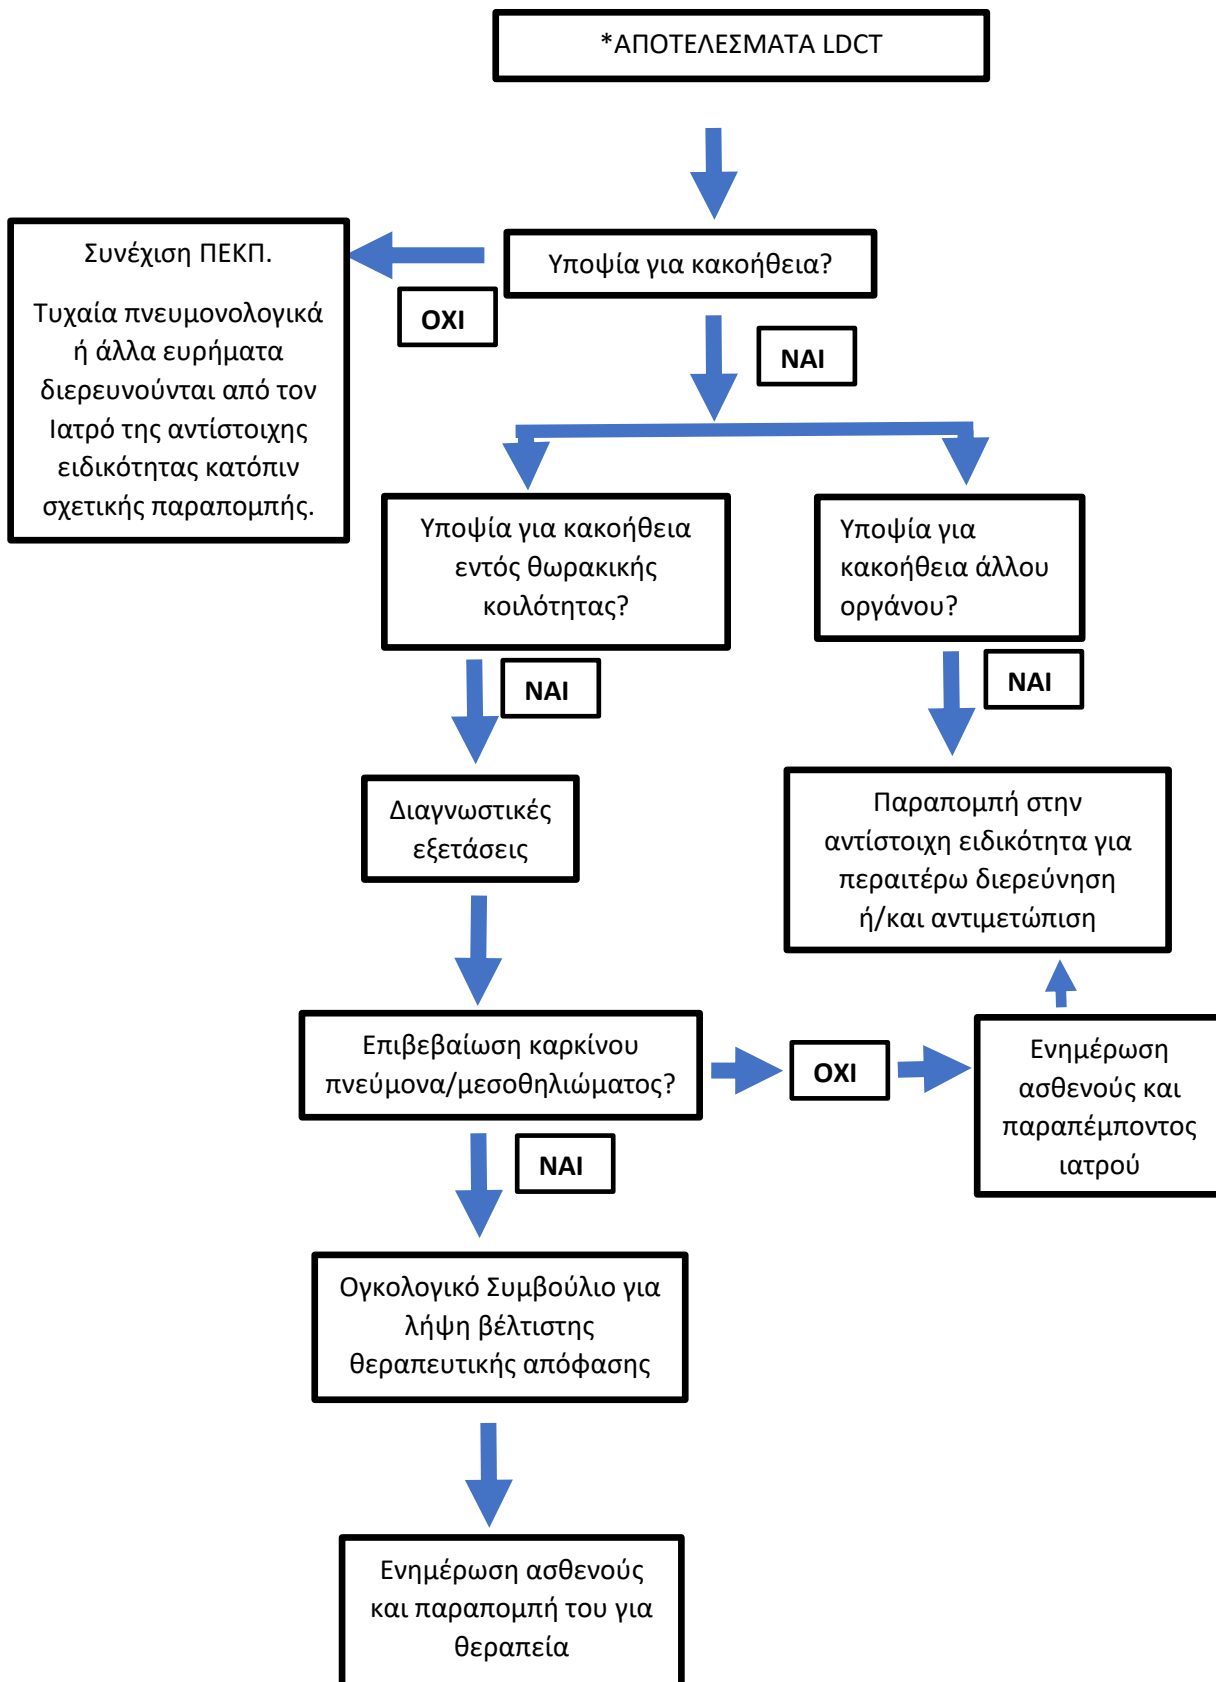 *ΑΠΟΤΕΛΕΣΜΑΤΑ LDCT
Υποψία για κακοήθεια?
ΟΧΙ
Συνέχιση ΠΕΚΠ.
Τυχαία πνευμονολογικά
ή άλλα ευρήματα
διερευνούνται από τον
Ιατρό της αντίστοιχης
ειδικότητας κατόπιν
σχετικής παραπομπής.
ΝΑΙ
Υποψία για κακοήθεια
εντός θωρακικής
κοιλότητας?
Υποψία για
κακοήθεια άλλου
οργάνου?
ΝΑΙ
ΝΑΙ
Διαγνωστικές
εξετάσεις
Παραπομπή στην
αντίστοιχη ειδικότητα για
περαιτέρω διερεύνηση
ή/και αντιμετώπιση
Επιβεβαίωση καρκίνου
πνεύμονα/μεσοθηλιώματος?
ΟΧΙ
Ενημέρωση
ασθενούς και
παραπέμποντος
ιατρού
ΝΑΙ
Ογκολογικό Συμβούλιο για
λήψη βέλτιστης
θεραπευτικής απόφασης
Ενημέρωση ασθενούς
και παραπομπή του για
θεραπεία